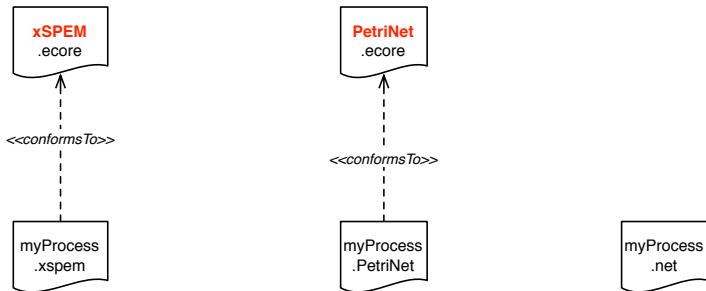 xSPEM
.ecore
PetriNet
.ecore
<<conformsTo>>
<<conformsTo>>
myProcess
.xspem
myProcess
.PetriNet
myProcess
.net